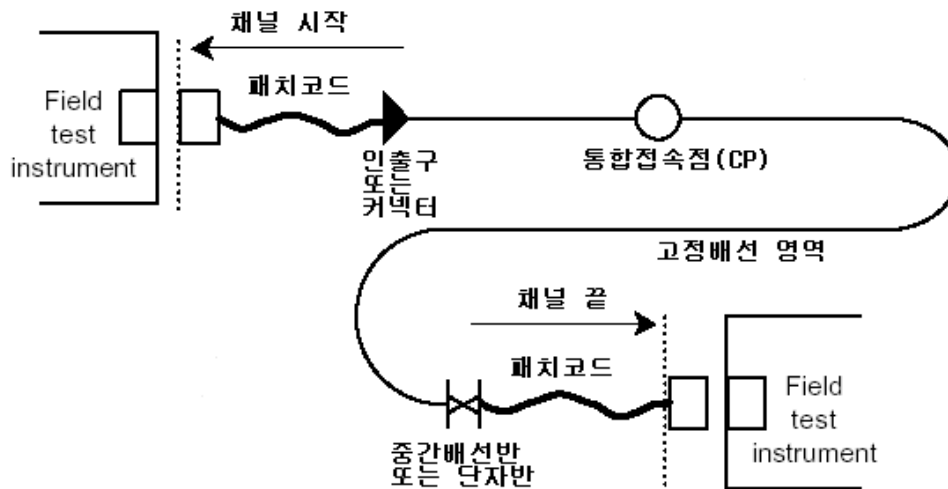 채널 시작
패치코드
Field
test
instrument
인출구
또는
커넥터
통합접속점(CP)
고정배선 영역
채널 끝
패치코드
Field
test
instrument
중간배선반
또는 단자반